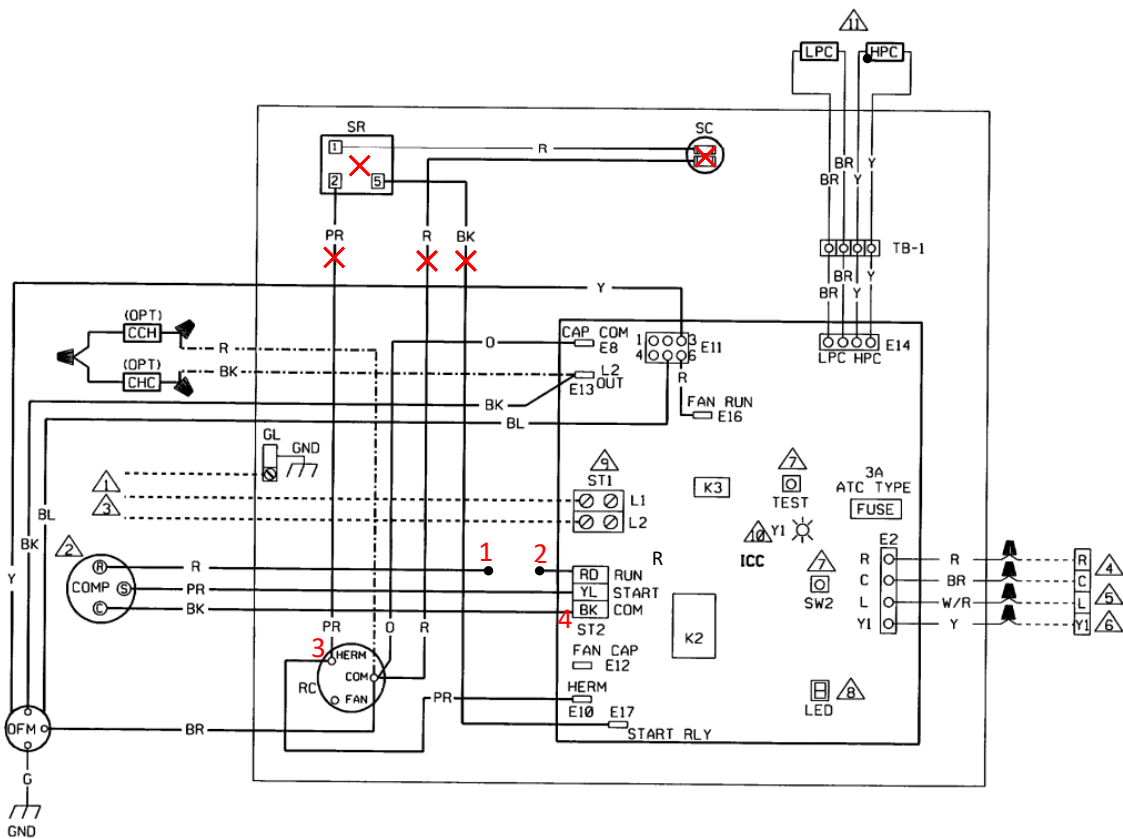 11
LPC HPC
SR
SC
1
R
2 5
BR Y
BR Y
PR R BK
TB-1
Y
BR Y
BR Y
(OPT)
CCH
R
CAP COM
E8
O
1 3
4 6
E11
E14
LPC HPC
(OPT)
CHC
BK
L2
OUT
E13
R
BK
BL
FAN RUN
E16
GL
GND
9
ST1
7
TEST
3A
ATC TYPE
FUSE
1
3
L1
L2
K3
BL
BK
Y
10 Y1
ICC
R
7
SW2
E2
2
R
COMP S
C
R
PR
BK
1 2
RD RUN
YL START
4 BK COM
ST2
R R R 4
C BR C
L W/R L 5
Y1 Y Y1 6
K2
PR O R
3 HERM
COM
RC
FAN
FAN CAP
E12
HERM
E10
PR
E17
START RLY
LED
8
OFM
BR
G
GND